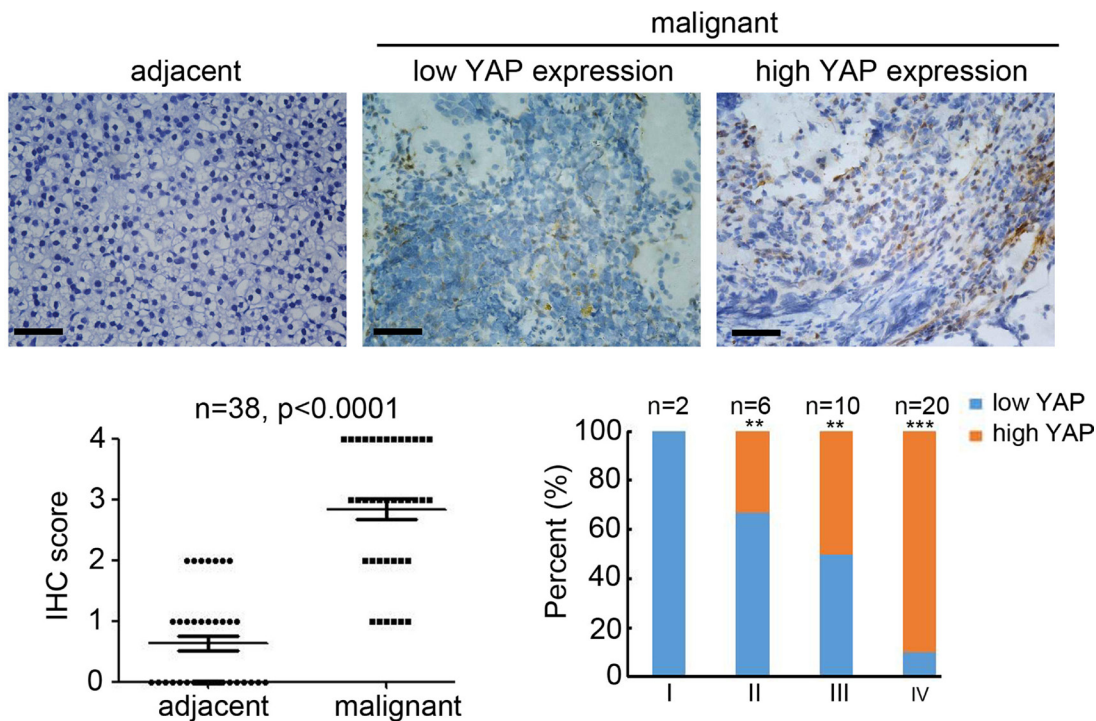 malignant
adjacent low YAP expression high YAP expression
n=38, p<0.0001
IHC score
4
3
2
1
0
adjacent malignant
n=2 n=6 n=10 n=20
** ** ***
low YAP
high YAP
Percent (%)
100
80
60
40
20
0
I II III IV